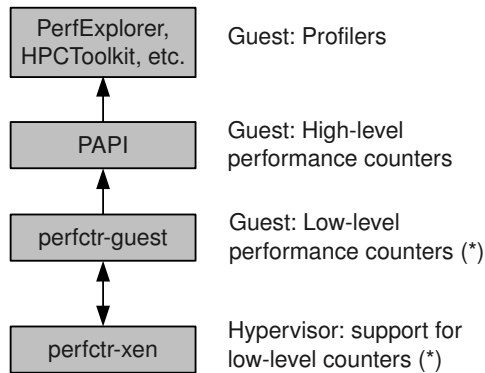 PerfExplorer,
HPCToolkit, etc.
Guest: Profilers
PAPI
Guest: High-level
performance counters
perfctr-guest
Guest: Low-level
performance counters (*)
perfctr-xen
Hypervisor: support for
low-level counters (*)